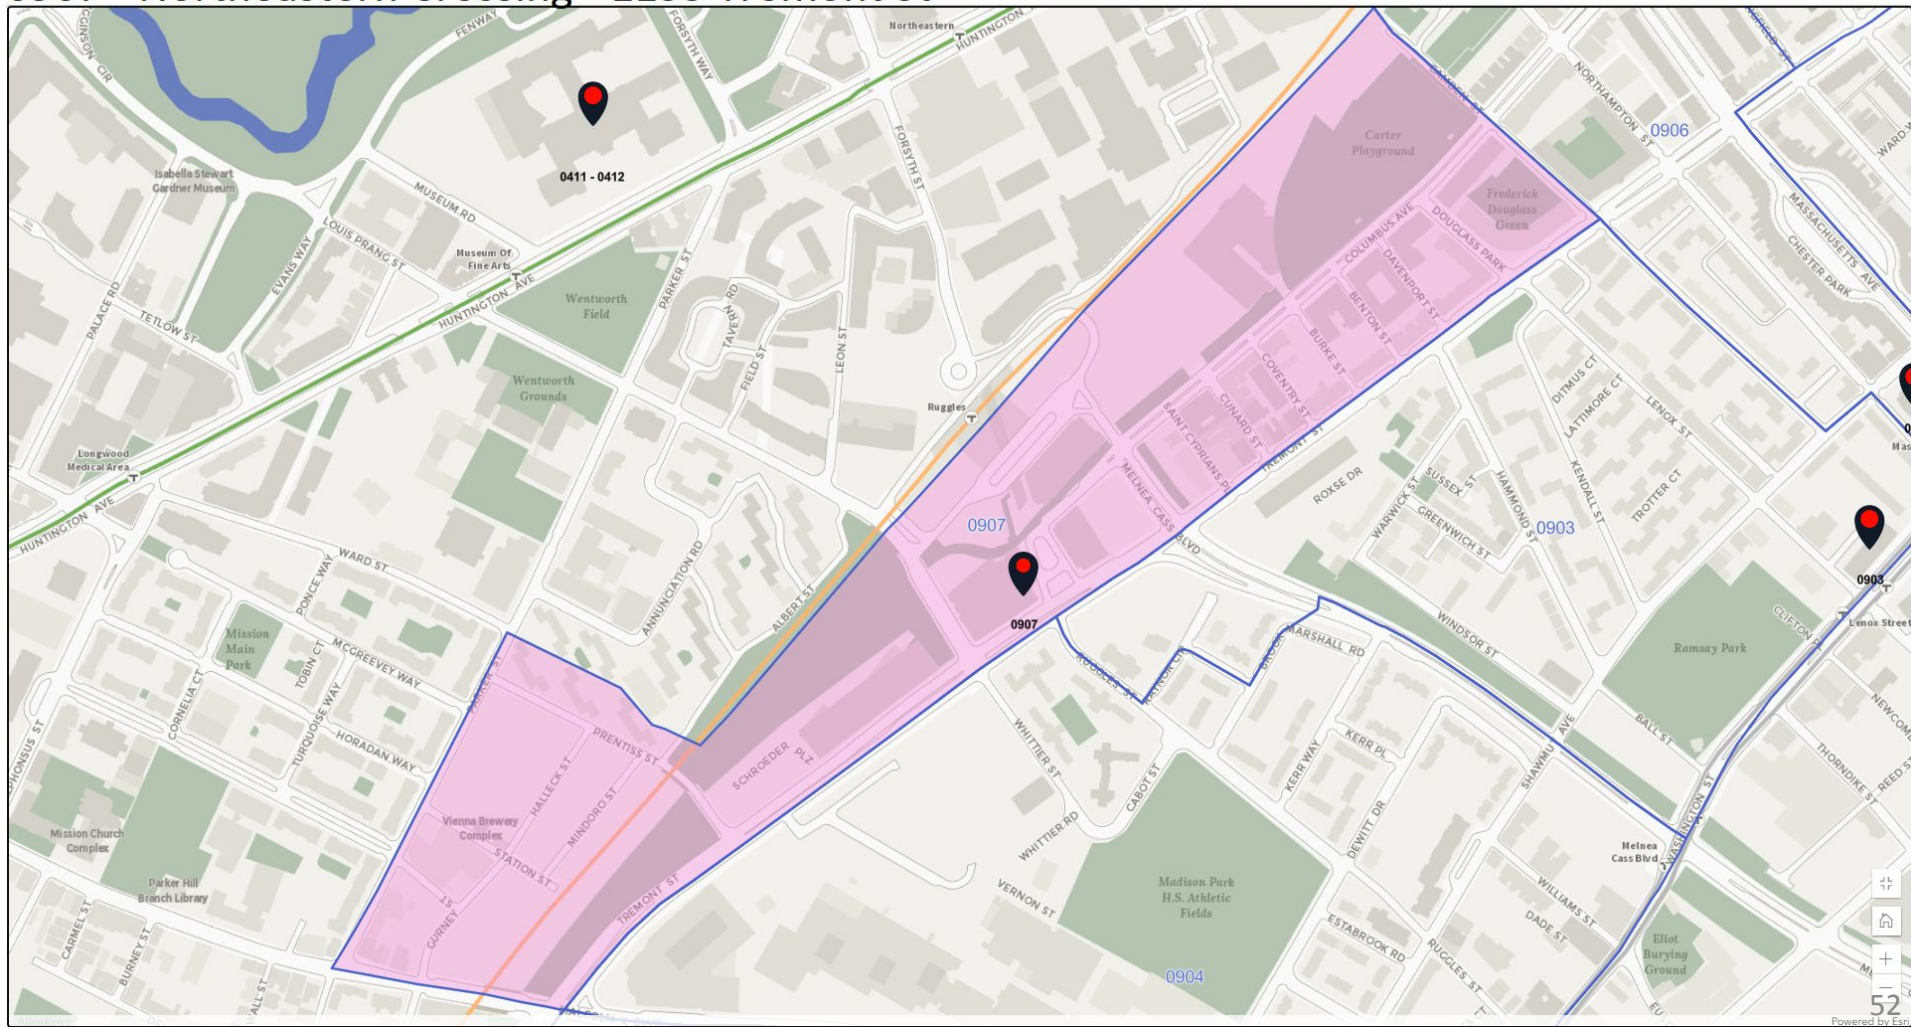 FENWAY
FORSYTH WAY
Northeastern
HUNTINGTON
CAMDEN ST
NORTHAMPTON ST
0906
0411 - 0412
Carter
Playground
Isabella Stewart
Gardner Museum
MUSEUM RD
FORSYTH ST
LOUIS PRANG ST
EVANS WAY
Museum Of
Fine Arts
HUNTINGTON AVE
PARKER ST
Frederick
Douglass
Green
COLUMBUS AVE
DOUGLASS PARK
DAVENPORT ST
MASSACHUSETTS AVE
CHESTER PARK
PALACE RD
TETLOW ST
Wentworth
Field
TAVERN RD
FIELD ST
LEON ST
BENTON ST
BURKE ST
COVENTRY ST
CUNARD ST
SAINT CYPRIANS PL
TREMONT ST
Wentworth
Grounds
Ruggles
DITMUS CT
LATTIMORE CT
LENOX ST
Longwood
Medical Area
HUNTINGTON AVE
MELNEA CASS BLVD
ROXSE DR
WARWICK ST
SUSSEX ST
GREENWICH ST
HAMMOND ST
KENDALL ST
TROTTER CT
0907
0903
WARD ST
PONCE WAY
ANNUNCIATION RD
ALBERT ST
0907
0903
Mission
Main
Park
TOBIN CT
MCGREEVEY WAY
CORNELIA CT
TURQUOISE WAY
HORADAN WAY
PARKER ST
RUGGLES ST
RAYNOR CIR
BROOK
MARSHALL RD
WINDSOR ST
Ramsay Park
CLIFTON PL
Lenox Street
PRENTISS ST
SCHROEDER PLZ
WHITTIER ST
CABOT ST
KERR WAY
KERR PL
SHAWMUT AVE
BALL ST
THORNDIKE ST
REED ST
HALLECK ST
MINDORO ST
Vienna Brewery
Complex
STATION ST
Mission Church
Complex
WHITTIER RD
DEWITT DR
WASHINGTON ST
Melnea
Cass Blvd
Parker Hill
Branch Library
GURNEY ST
TREMONT ST
VERNON ST
Madison Park
H.S. Athletic
Fields
WILLIAMS ST
DADE ST
CARMEL ST
BURNEY ST
ESTABROOK RD
RUGGLES ST
Eliot
Burying
Ground
0904
52
Powered by Esri